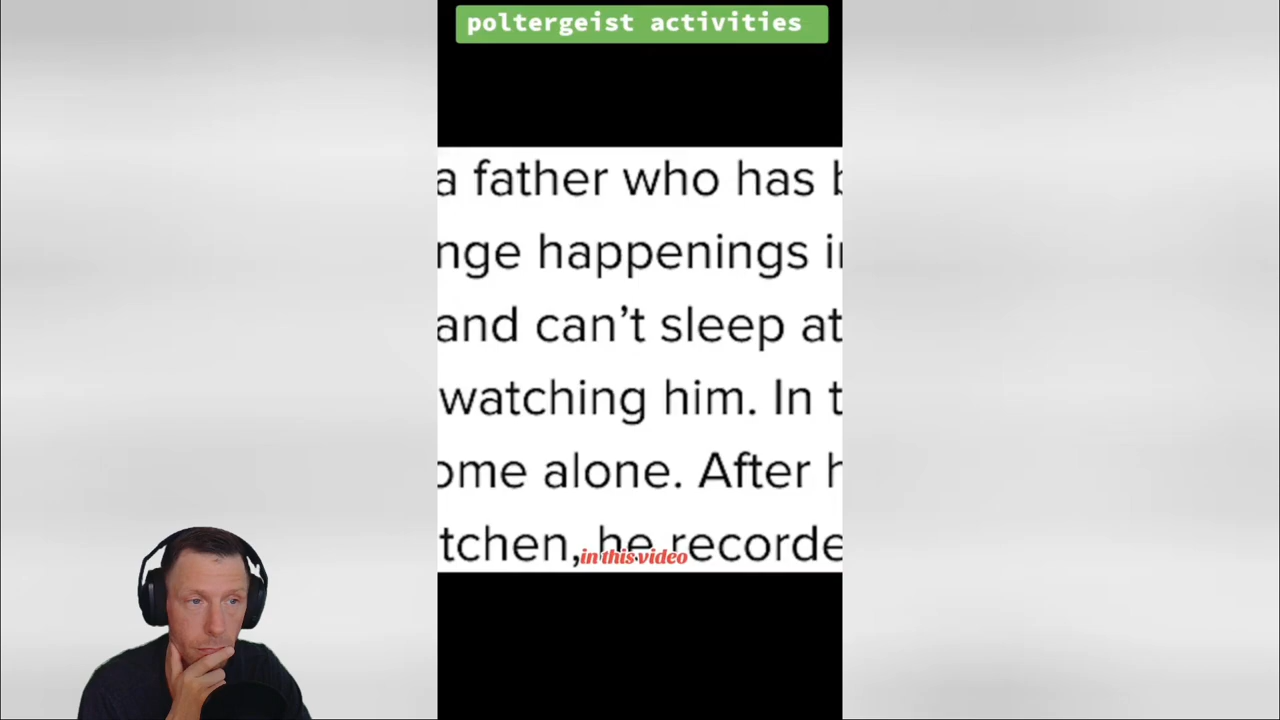 poltergeist activities
a father who has
nge happenings
and can't sleep at
watching him. In
ome alone. After
tchen, he recorde
in this video